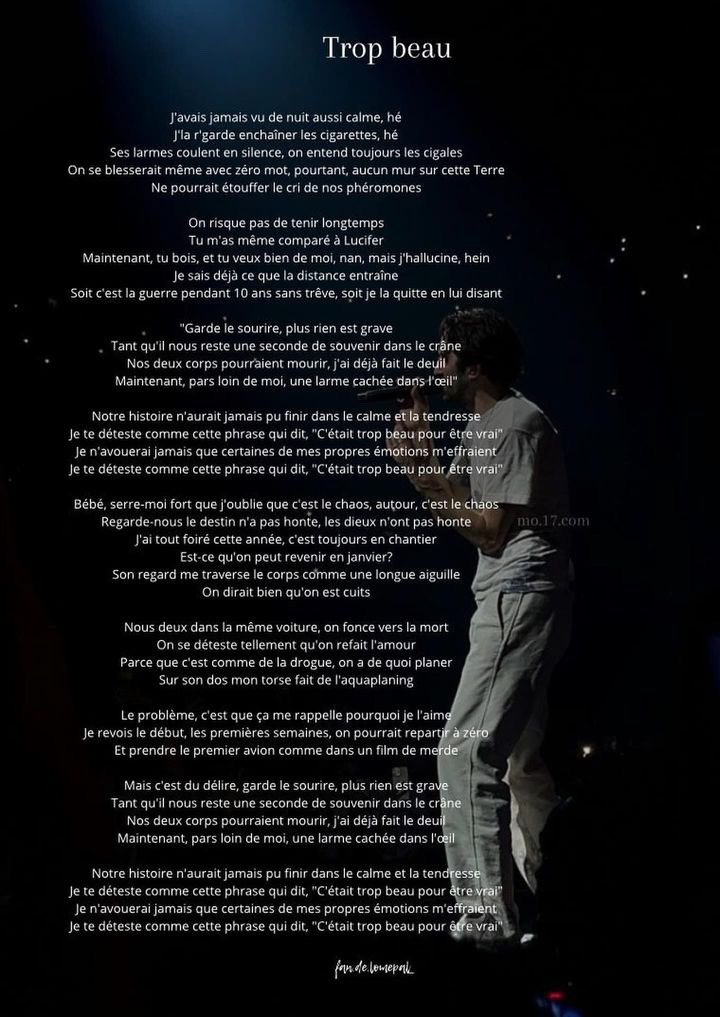 Trop beau
J'avais jamais vu de nuit aussi calme, hé
J'la r'garde enchaîner les cigarettes, hé
Ses larmes coulent en silence, on entend toujours les cigales
On se blesserait même avec zéro mot, pourtant, aucun mur sur cette Terre
Ne pourrait étouffer le cri de nos phéromones
On risque pas de tenir longtemps
Tu m'as même comparé à Lucifer
Maintenant, tu bois, et tu veux bien de moi, nan, mais j'hallucine, hein
Je sais déjà ce que la distance entraîne
Soit c'est la guerre pendant 10 ans sans trêve, soit je la quitte en lui disant
"Garde le sourire, plus rien est grave
Tant qu'il nous reste une seconde de souvenir dans le crâne
Nos deux corps pourraient mourir, j'ai déjà fait le deuil
Maintenant, pars loin de moi, une larme cachée dans l'œil"
Notre histoire n'aurait jamais pu finir dans le calme et la tendresse
Je te déteste comme cette phrase qui dit, "C'était trop beau pour être vrai"
Je n'avouerai jamais que certaines de mes propres émotions m'effraient
Je te déteste comme cette phrase qui dit, "C'était trop beau pour être vrai"
Bébé, serre-moi fort que j'oublie que c'est le chaos, autour, c'est le chaos
Regarde-nous le destin n'a pas honte, les dieux n'ont pas honte
mo.17.com
J'ai tout foiré cette année, c'est toujours en chantier
Est-ce qu'on peut revenir en janvier?
Son regard me traverse le corps comme une longue aiguille
On dirait bien qu'on est cuits
Nous deux dans la même voiture, on fonce vers la mort
On se déteste tellement qu'on refait l'amour
Parce que c'est comme de la drogue, on a de quoi planer
Sur son dos mon torse fait de l'aquaplaning
Le problème, c'est que ça me rappelle pourquoi je l'aime
Je revois le début, les premières semaines, on pourrait repartir à zéro
Et prendre le premier avion comme dans un film de merde
Mais c'est du délire, garde le sourire, plus rien est grave
Tant qu'il nous reste une seconde de souvenir dans le crâne
Nos deux corps pourraient mourir, j'ai déjà fait le deuil
Maintenant, pars loin de moi, une larme cachée dans l'œil
Notre histoire n'aurait jamais pu finir dans le calme et la tendresse
Je te déteste comme cette phrase qui dit, "C'était trop beau pour être vrai"
Je n'avouerai jamais que certaines de mes propres émotions m'effraient
Je te déteste comme cette phrase qui dit, "C'était trop beau pour être vrai"
fan.de.lomepal